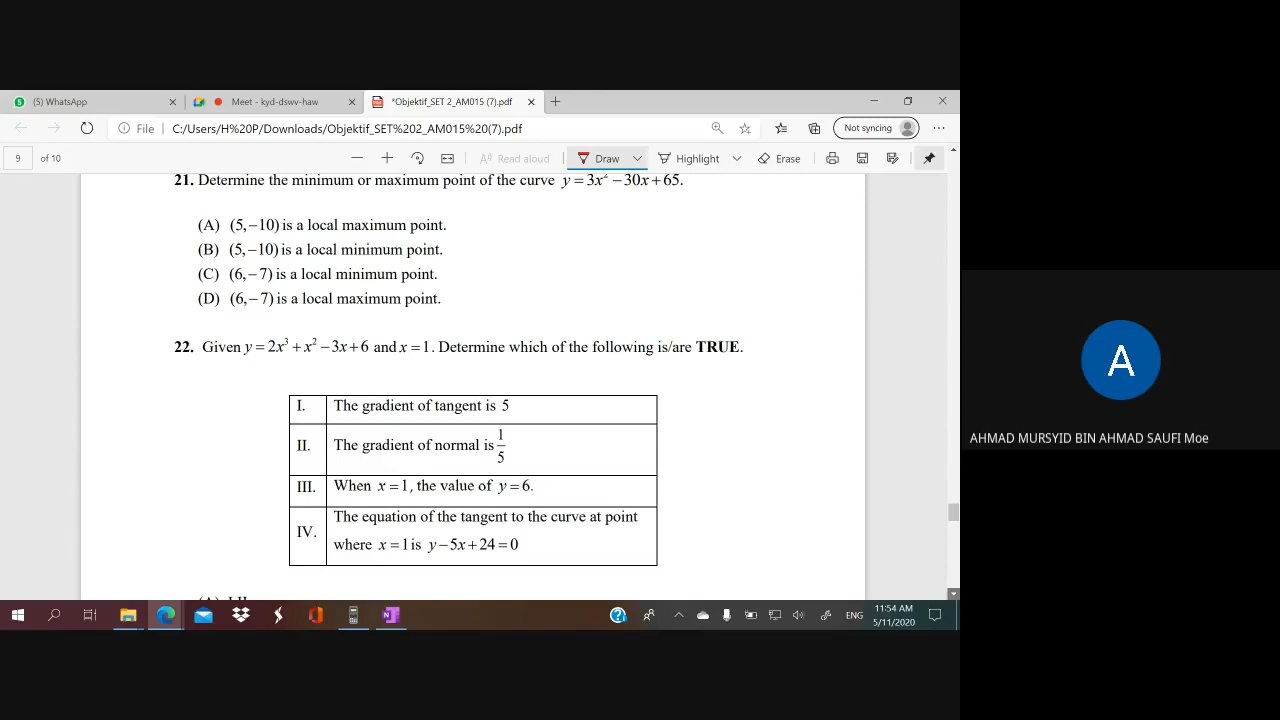 (5) WhatsApp
Meet - kyd-dswv-haw
*Objektif_SET 2_AM015 (7).pdf
File
C:/Users/H%20P/Downloads/Objektif_SET%202_AM015%20(7).pdf
Not syncing
9 of 10
Read aloud
Draw
Highlight
Erase
21. Determine the minimum or maximum point of the curve y = 3x² − 30x + 65.
(A) (5, −10) is a local maximum point.
(B) (5, −10) is a local minimum point.
(C) (6, −7) is a local minimum point.
(D) (6, −7) is a local maximum point.
22. Given y = 2x³ + x² − 3x + 6 and x = 1. Determine which of the following is/are TRUE.
I. The gradient of tangent is 5
II. The gradient of normal is 1/5
III. When x = 1, the value of y = 6.
IV. The equation of the tangent to the curve at point
where x = 1 is y − 5x + 24 = 0
A
AHMAD MURSYID BIN AHMAD SAUFI Moe
ENG
11:54 AM
5/11/2020